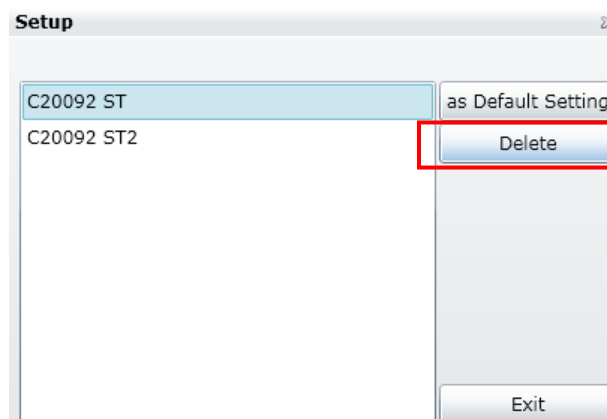 Setup
C20092 ST
as Default Setting
C20092 ST2
Delete
Exit